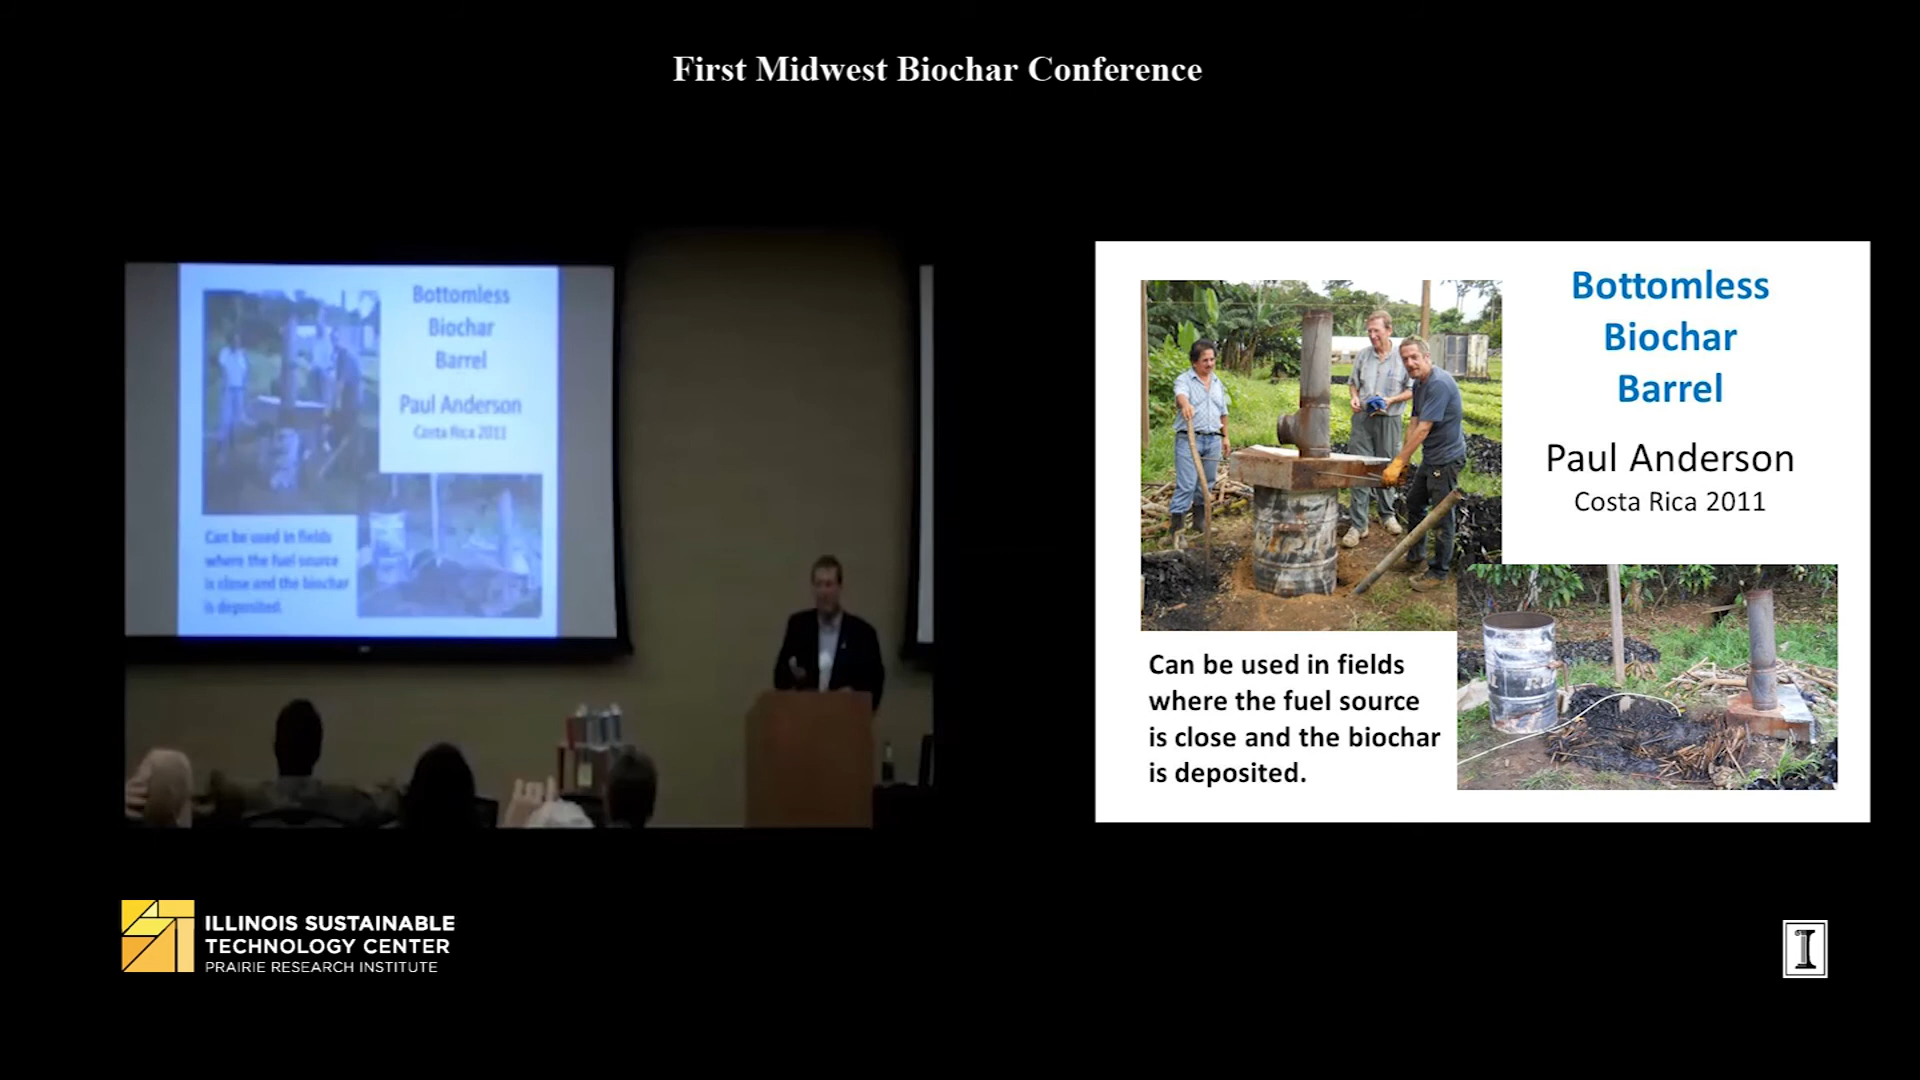 First Midwest Biochar Conference
Bottomless
Biochar
Barrel
Paul Anderson
Costa Rica 2011
Can be used in fields
where the fuel source
is close and the biochar
is deposited.
Bottomless
Biochar
Barrel
Paul Anderson
Costa Rica 2011
Can be used in fields
where the fuel source
is close and the biochar
is deposited.
ILLINOIS SUSTAINABLE
TECHNOLOGY CENTER
PRAIRIE RESEARCH INSTITUTE
I